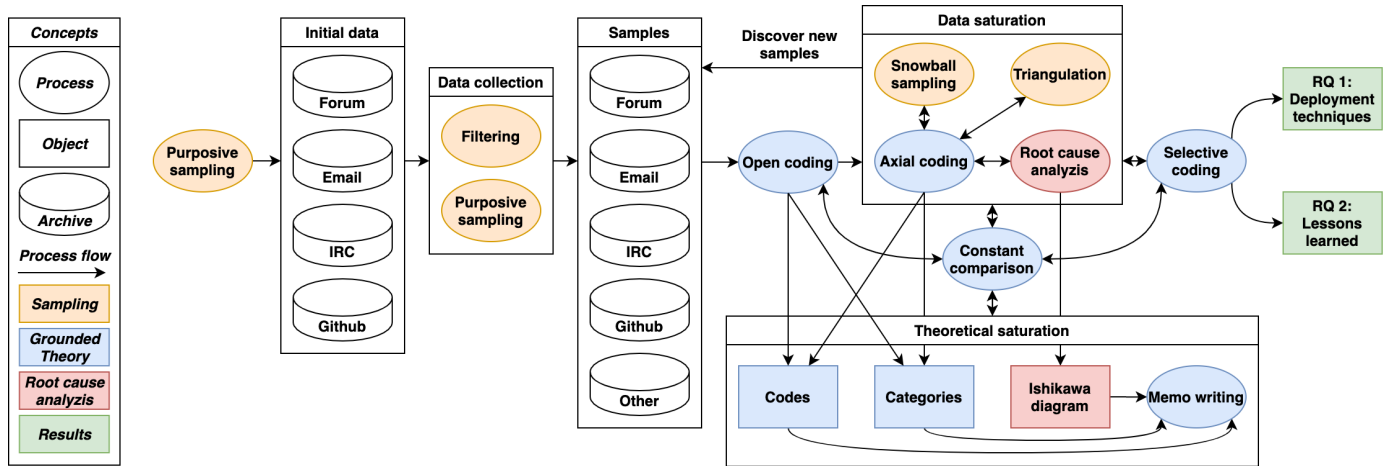 Concepts
Process
Object
Archive
Process flow
Sampling
Grounded
Theory
Root cause
analyzis
Results
Purposive
sampling
Initial data
Forum
Email
IRC
Github
Data collection
Filtering
Purposive
sampling
Samples
Forum
Email
IRC
Github
Other
Discover new
samples
Open coding
Data saturation
Snowball
sampling
Triangulation
Axial coding
Root cause
analyzis
Constant
comparison
Selective
coding
RQ 1:
Deployment
techniques
RQ 2:
Lessons
learned
Theoretical saturation
Codes
Categories
Ishikawa
diagram
Memo writing